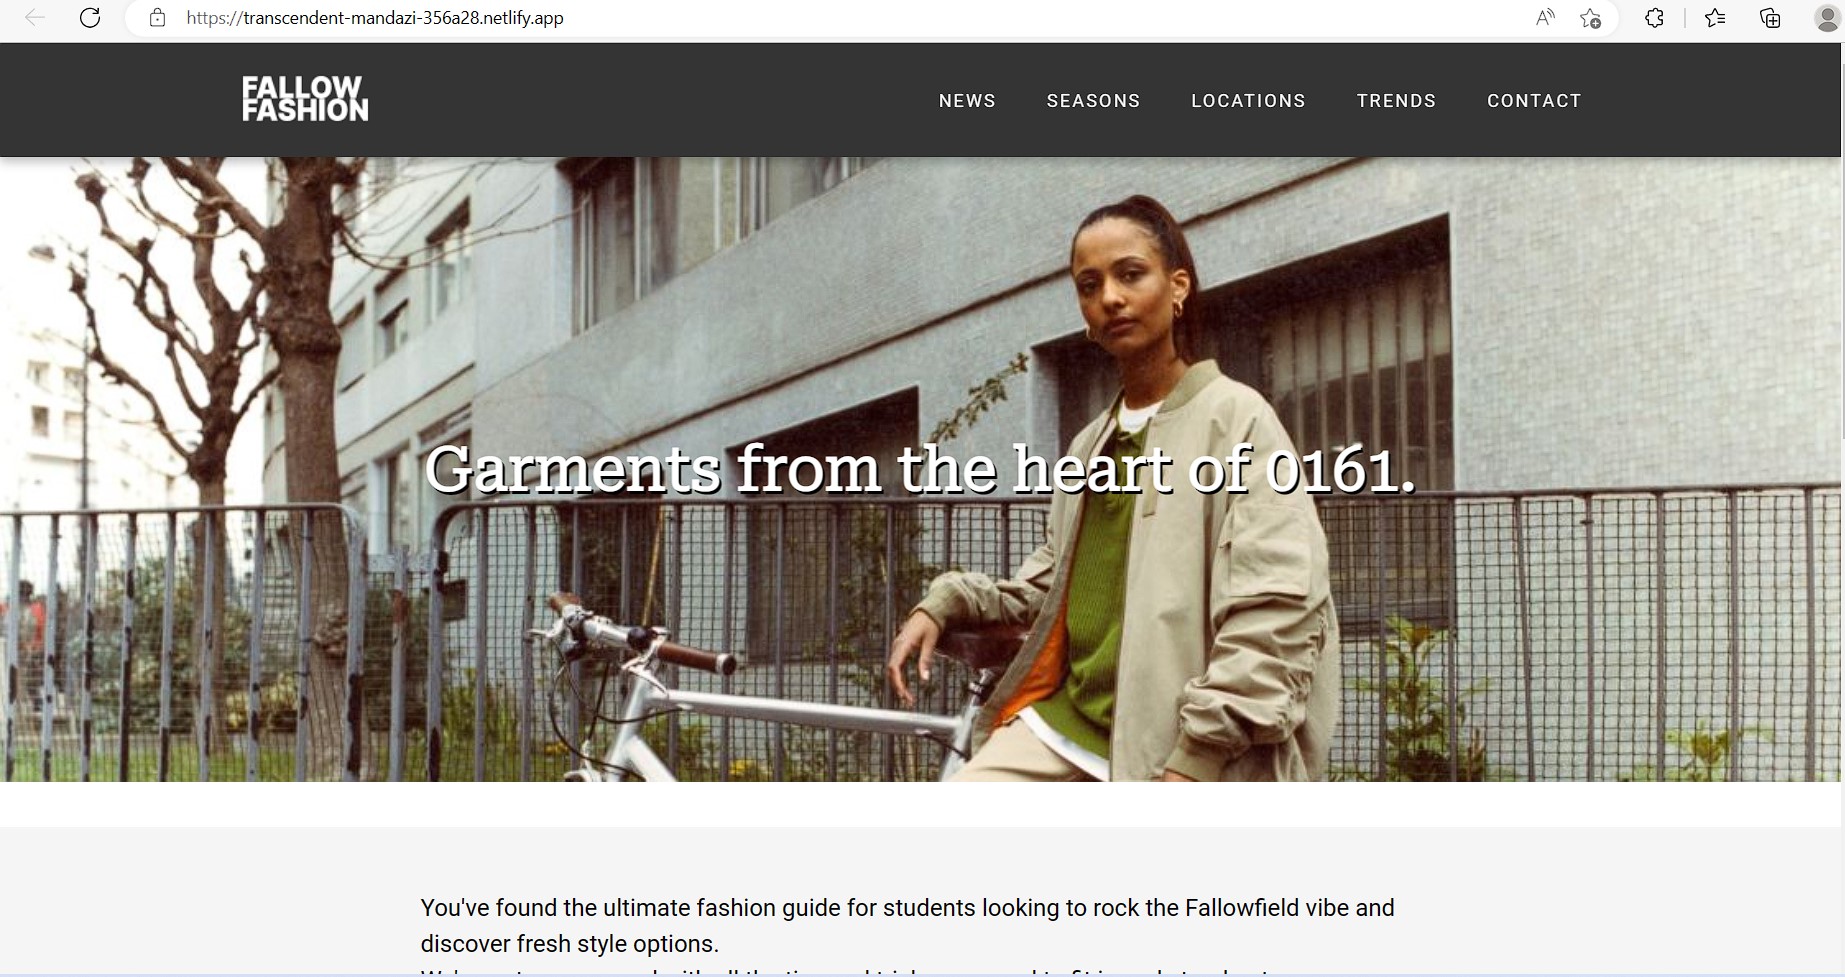 https://transcendent-mandazi-356a28.netlify.app
FALLOW
FASHION
NEWS SEASONS LOCATIONS TRENDS CONTACT
Garments from the heart of 0161.
You've found the ultimate fashion guide for students looking to rock the Fallowfield vibe and
discover fresh style options.